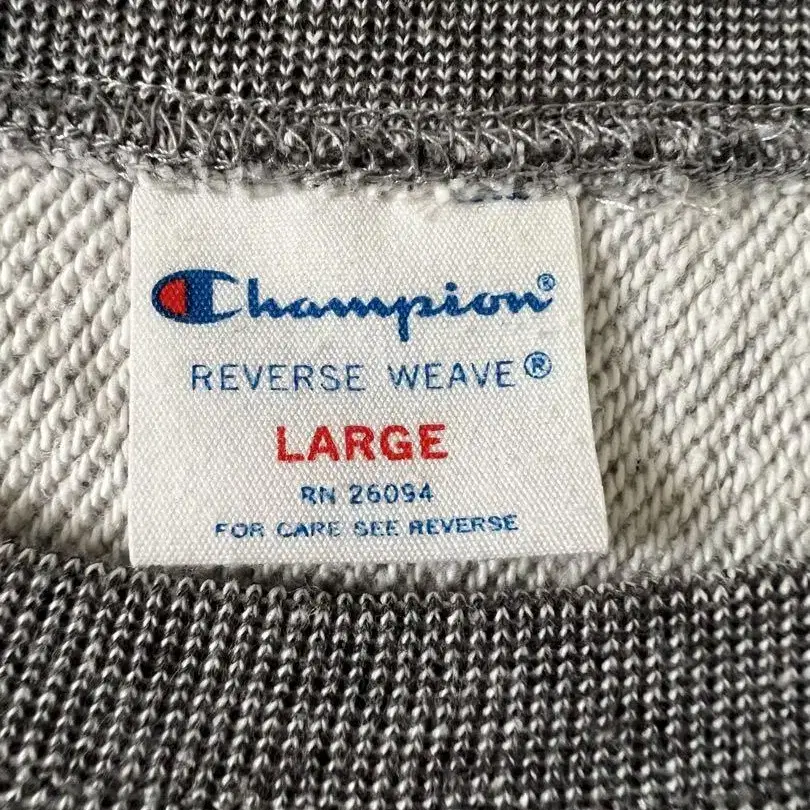 Champion®
REVERSE WEAVE®
LARGE
RN 26094
FOR CARE SEE REVERSE